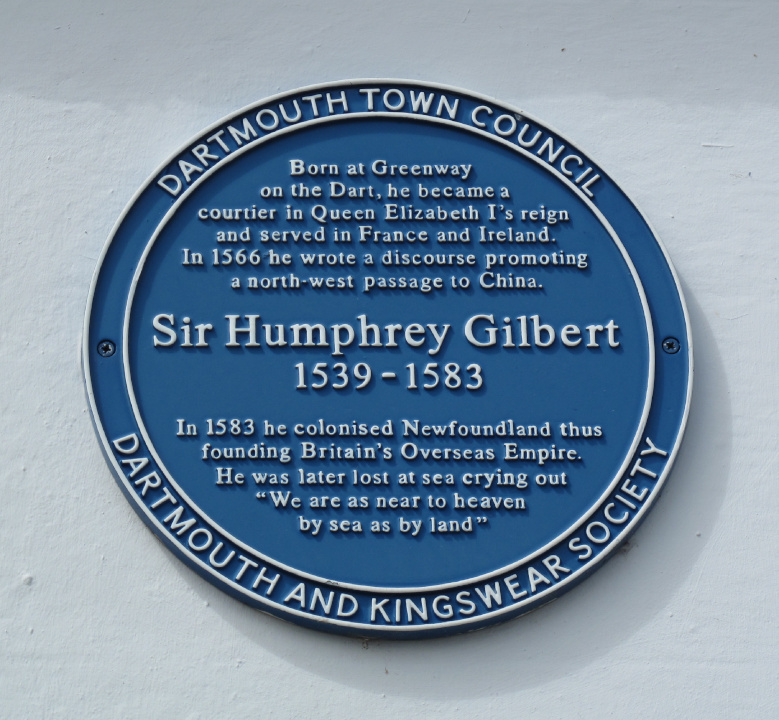 DARTMOUTH TOWN COUNCIL
Born at Greenway
on the Dart, he became a
courtier in Queen Elizabeth I's reign
and served in France and Ireland.
In 1566 he wrote a discourse promoting
a north-west passage to China.
Sir Humphrey Gilbert
1539 - 1583
In 1583 he colonised Newfoundland thus
founding Britain's Overseas Empire.
He was later lost at sea crying out
"We are as near to heaven
by sea as by land"
DARTMOUTH AND KINGSWEAR SOCIETY